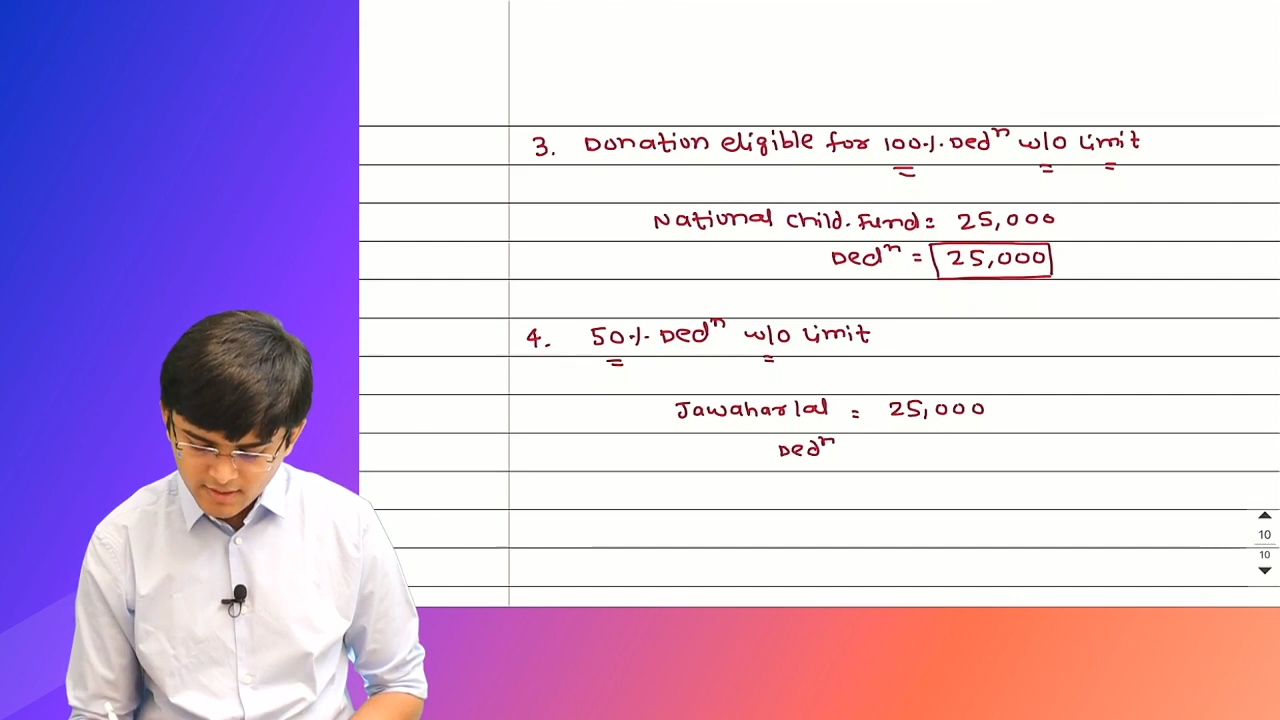 3. Donation eligible for 100%. Dedⁿ w/o limit
National Child. Fund = 25,000
Dedⁿ = 25,000
4. 50%. Dedⁿ w/o limit
Jawaharlal = 25,000
Dedⁿ
10
10